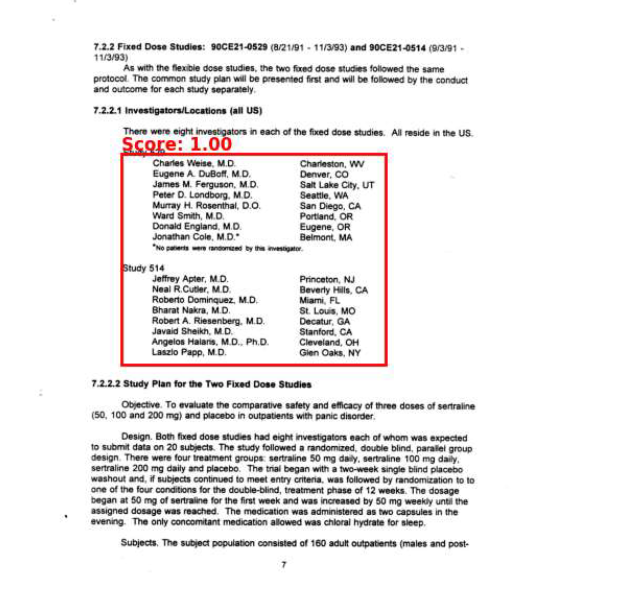 7.2.2 Fixed Dose Studies: 90CE21-0529 (8/21/91 - 11/3/93) and 90CE21-0514 (9/3/91 -
11/3/93)
As with the flexible dose studies, the two fixed dose studies followed the same
protocol. The common study plan will be presented first and will be followed by the conduct
and outcome for each study separately.
7.2.2.1 Investigators/Locations (all US)
There were eight investigators in each of the fixed dose studies. All reside in the US.
Score: 1.00
Charles Weise, M.D. Charleston, WV
Eugene A. DuBoff, M.D. Denver, CO
James M. Ferguson, M.D. Salt Lake City, UT
Peter D. Londborg, M.D. Seattle, WA
Murray H. Rosenthal, D.O. San Diego, CA
Ward Smith, M.D. Portland, OR
Donald England, M.D. Eugene, OR
Jonathan Cole, M.D.* Belmont, MA
*No patients were randomized by this investigator.
Study 514
Jeffrey Apter, M.D. Princeton, NJ
Neal R.Cutler, M.D. Beverly Hills, CA
Roberto Dominquez, M.D. Miami, FL
Bharat Nakra, M.D. St. Louis, MO
Robert A. Riesenberg, M.D. Decatur, GA
Javaid Sheikh, M.D. Stanford, CA
Angelos Halaris, M.D., Ph.D. Cleveland, OH
Laszlo Papp, M.D. Glen Oaks, NY
7.2.2.2 Study Plan for the Two Fixed Dose Studies
Objective. To evaluate the comparative safety and efficacy of three doses of sertraline
(50, 100 and 200 mg) and placebo in outpatients with panic disorder.
Design. Both fixed dose studies had eight investigators each of whom was expected
to submit data on 20 subjects. The study followed a randomized, double blind, parallel group
design. There were four treatment groups: sertraline 50 mg daily, sertraline 100 mg daily,
sertraline 200 mg daily and placebo. The trial began with a two-week single blind placebo
washout and, if subjects continued to meet entry criteria, was followed by randomization to to
one of the four conditions for the double-blind, treatment phase of 12 weeks. The dosage
began at 50 mg of sertraline for the first week and was increased by 50 mg weekly until the
assigned dosage was reached. The medication was administered as two capsules in the
evening. The only concomitant medication allowed was chloral hydrate for sleep.
Subjects. The subject population consisted of 160 adult outpatients (males and post-
7